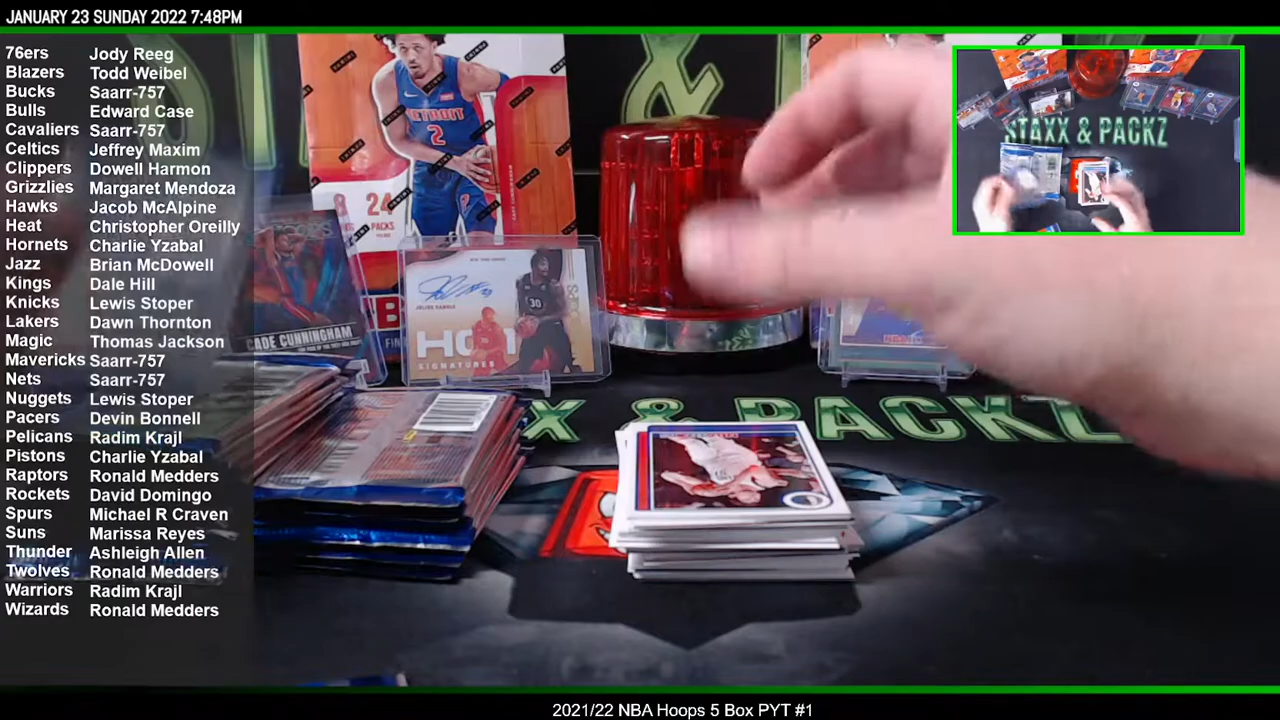 JANUARY 23 SUNDAY 2022 7:48PM
76ers Jody Reeg
Blazers Todd Weibel
Bucks Saarr-757
Bulls Edward Case
Cavaliers Saarr-757
Celtics Jeffrey Maxim
Clippers Dowell Harmon
Grizzlies Margaret Mendoza
Hawks Jacob McAlpine
Heat Christopher Oreilly
Hornets Charlie Yzabal
Jazz Brian McDowell
Kings Dale Hill
Knicks Lewis Stoper
Lakers Dawn Thornton
Magic Thomas Jackson
Mavericks Saarr-757
Nets Saarr-757
Nuggets Lewis Stoper
Pacers Devin Bonnell
Pelicans Radim Krajl
Pistons Charlie Yzabal
Raptors Ronald Medders
Rockets David Domingo
Spurs Michael R Craven
Suns Marissa Reyes
Thunder Ashleigh Allen
Twolves Ronald Medders
Warriors Radim Krajl
Wizards Ronald Medders
DETROIT
2
8 24
PACKS
CADE CUNNINGHAM
30
HOT
SIGNATURES
STAXX & PACKZ
X & PACKZ
2021/22 NBA Hoops 5 Box PYT #1